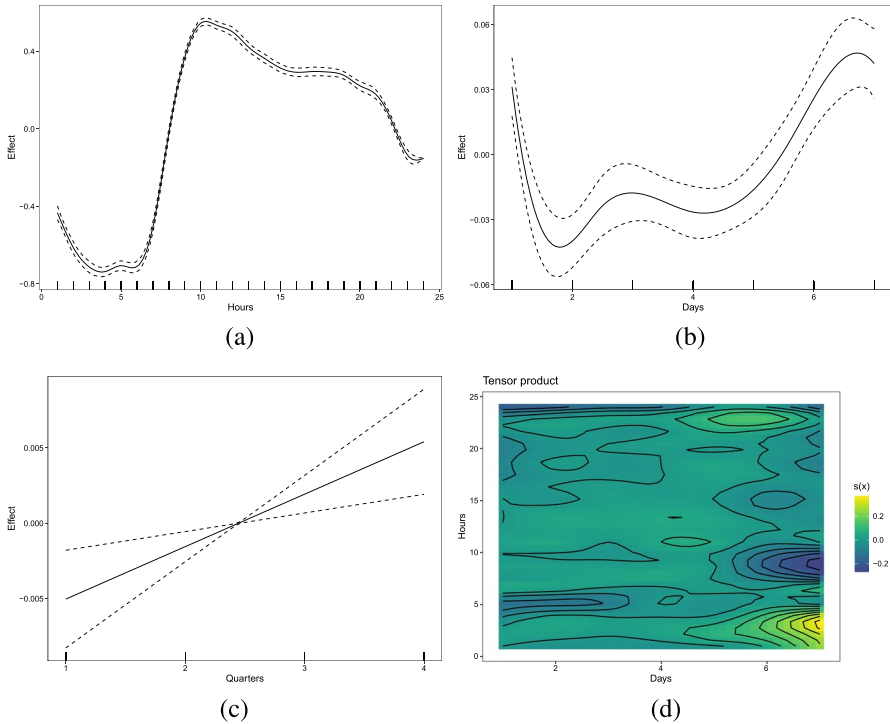 0.4
0.0
−0.4
−0.8
Effect
0
5
10
15
20
25
Hours
(a)
0.06
0.03
0.00
−0.03
−0.06
Effect
2
4
6
Days
(b)
0.005
0.000
−0.005
Effect
1
2
3
4
Quarters
(c)
Tensor product
25
20
15
10
5
0
Hours
2
4
6
Days
s(x)
0.2
0.0
−0.2
(d)